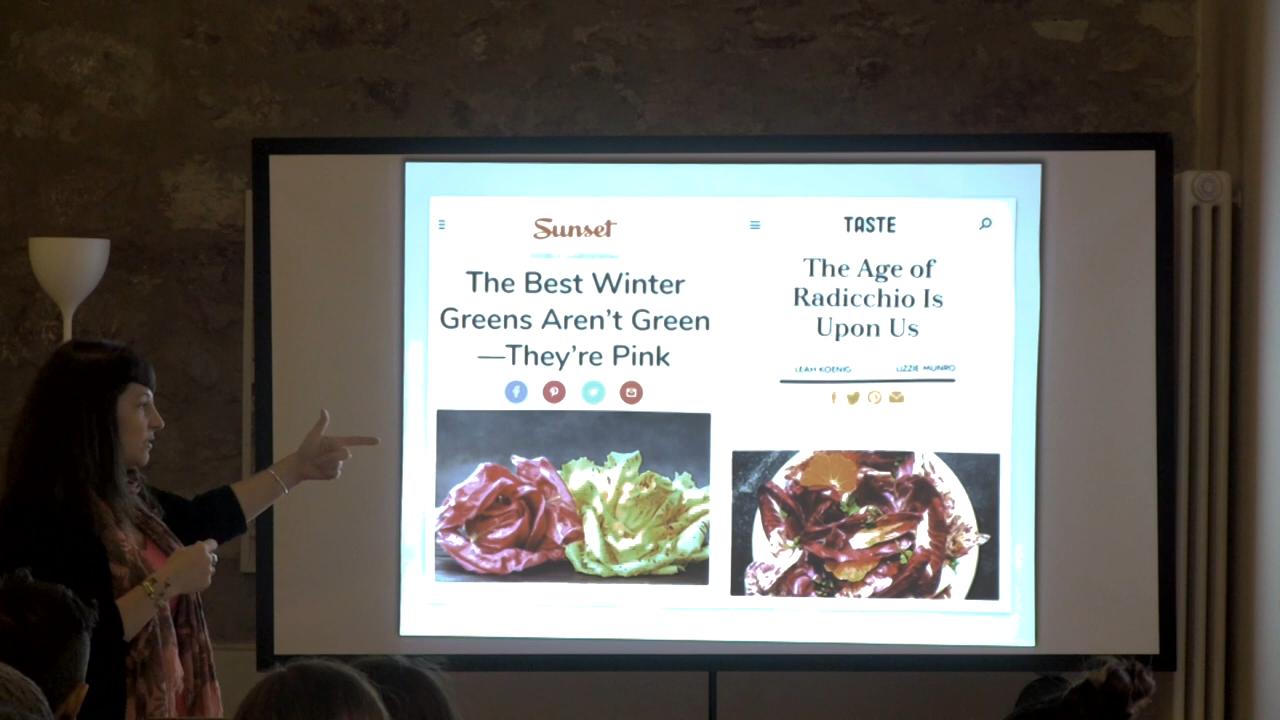 Sunset
The Best Winter
Greens Aren't Green
—They're Pink
TASTE
The Age of
Radicchio Is
Upon Us
LEAH KOENIG
LIZZIE MUNRO